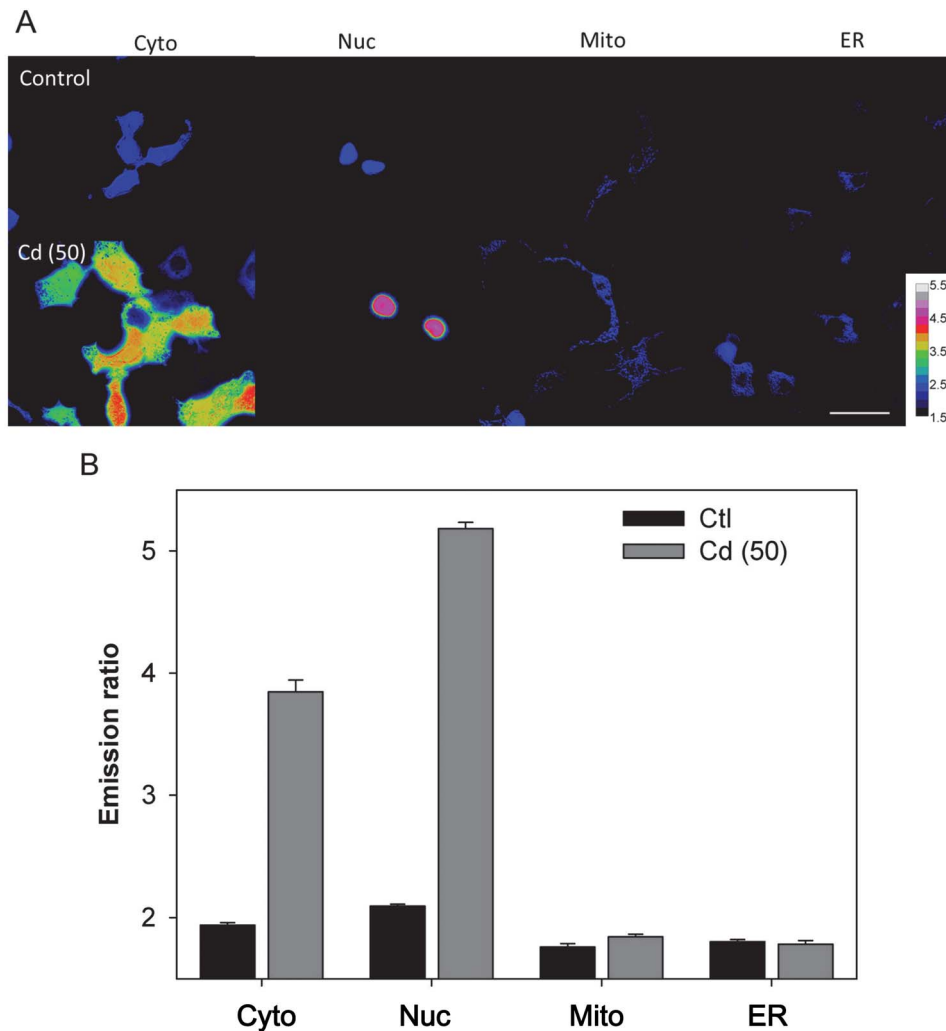 A
Cyto Nuc Mito ER
Control
Cd (50)
5.5
4.5
3.5
2.5
1.5
B
Ctl
Cd (50)
5
4
3
2
Emission ratio
Cyto Nuc Mito ER